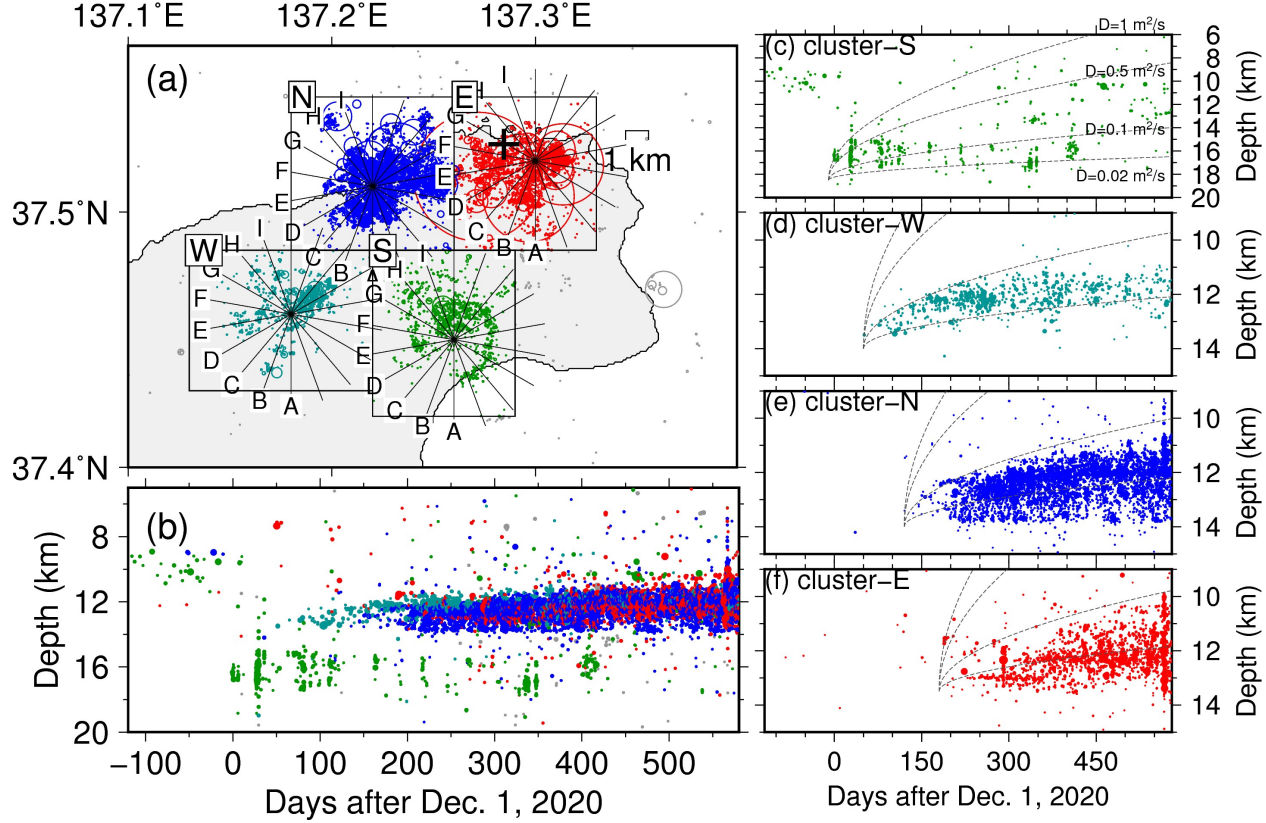 137.1°E 137.2°E 137.3°E
(a)
N E
H I H I
G G
F F
E E
D D
C C
B B A
1 km
37.5°N
W S
I H G F E D C B A
I H G F E D C B A
A
37.4°N
(b)
8
12
16
20
Depth (km)
−100 0 100 200 300 400 500
Days after Dec. 1, 2020
(c) cluster−S
D=1 m²/s
D=0.5 m²/s
D=0.1 m²/s
D=0.02 m²/s
6
8
10
12
14
16
18
20
Depth (km)
(d) cluster−W
10
12
14
Depth (km)
(e) cluster−N
10
12
14
Depth (km)
(f) cluster−E
10
12
14
Depth (km)
0 150 300 450
Days after Dec. 1, 2020